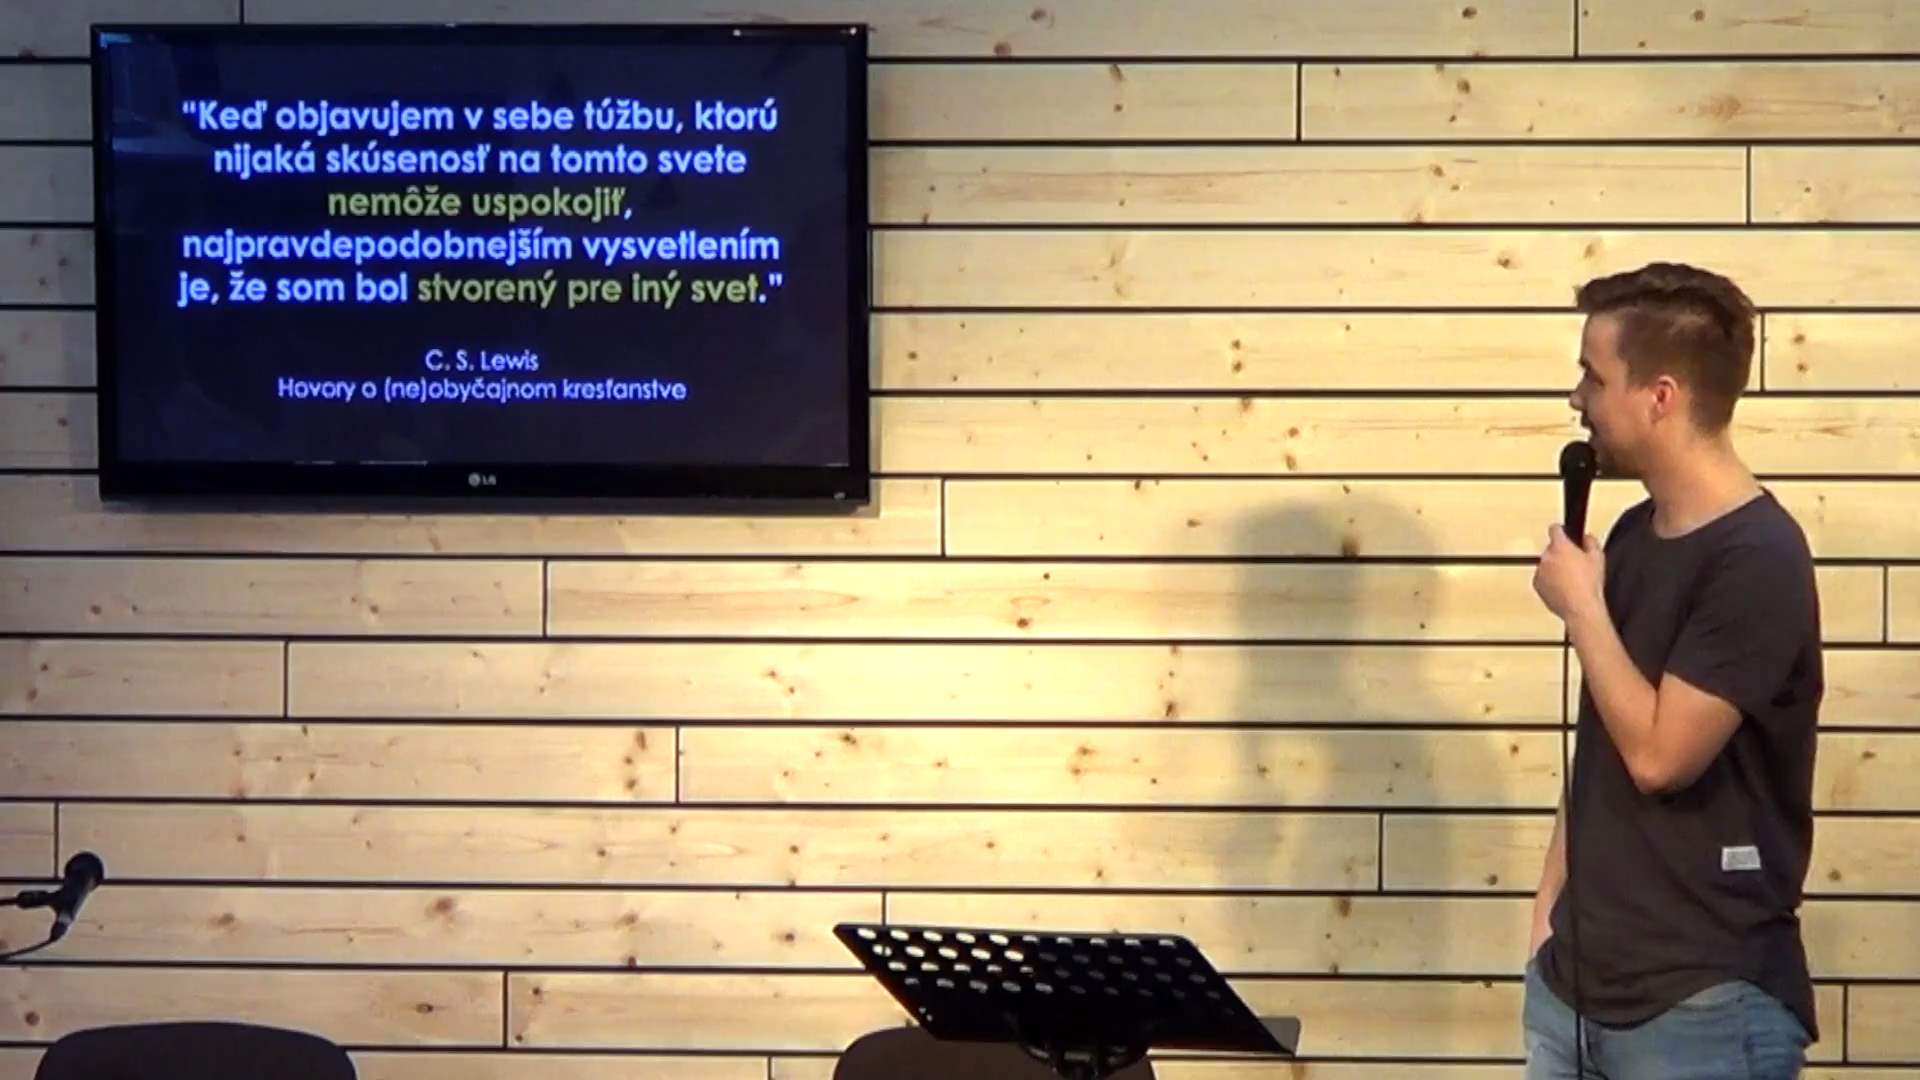 "Keď objavujem v sebe túžbu, ktorú
nijaká skúsenosť na tomto svete
nemôže uspokojiť,
najpravdepodobnejším vysvetlením
je, že som bol stvorený pre iný svet."
C. S. Lewis
Hovory o (ne)obyčajnom kresťanstve
LG